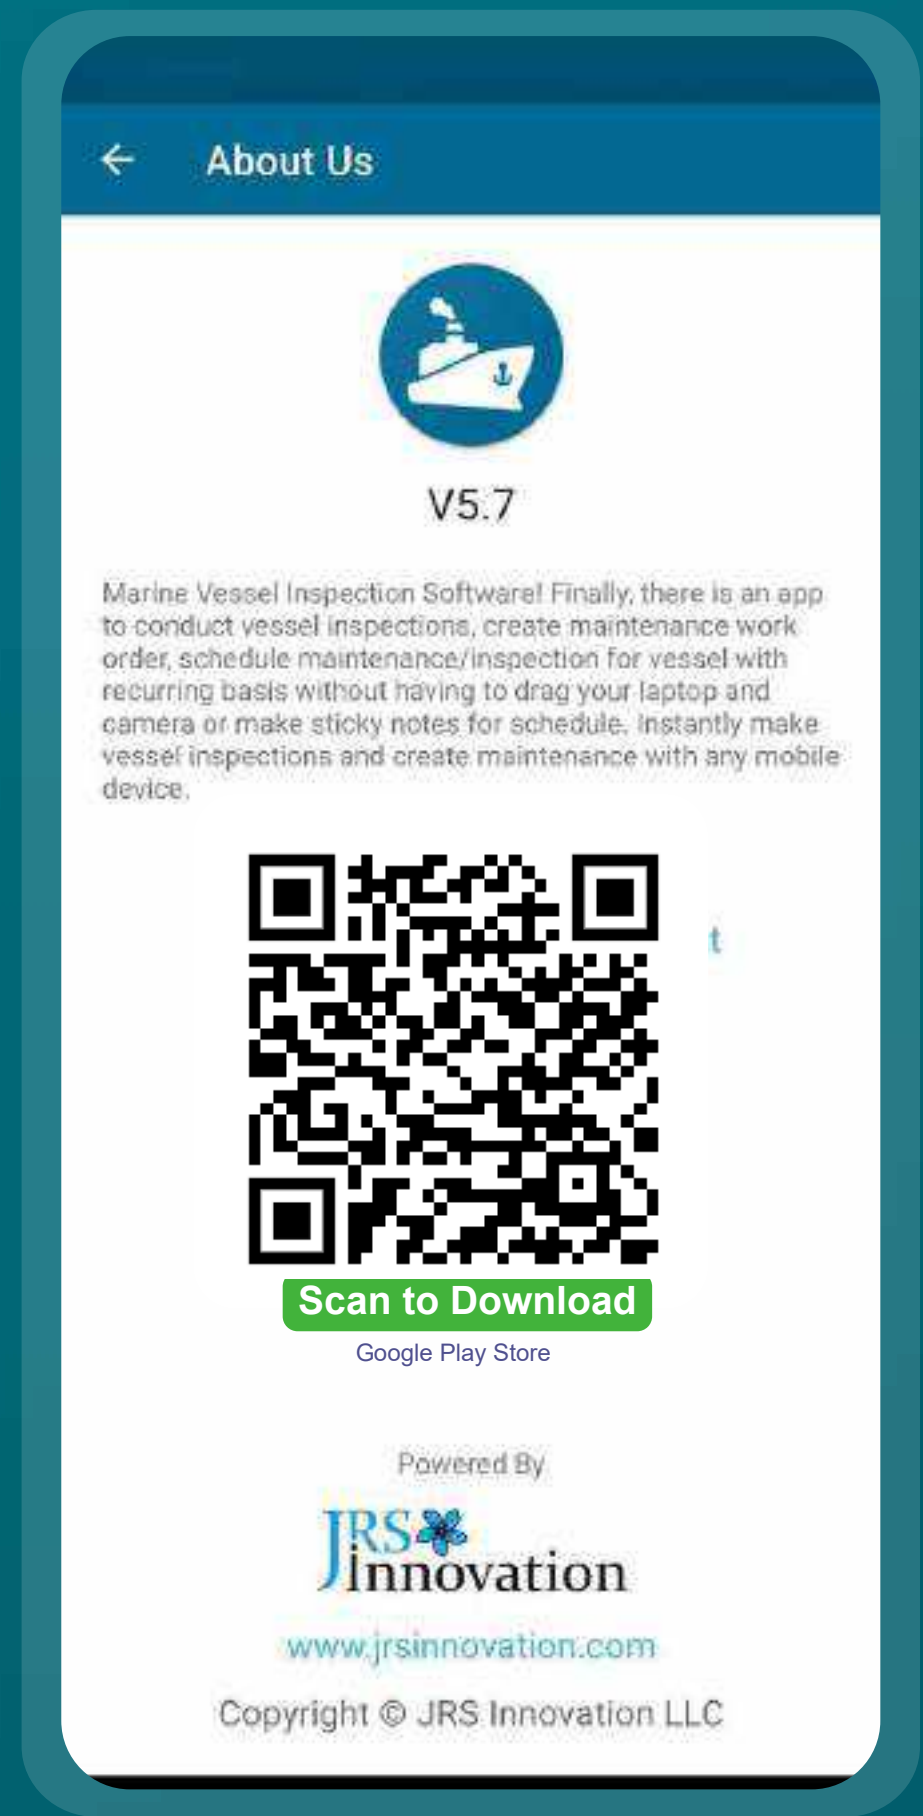 About Us
V5.7
Marine Vessel Inspection Software! Finally, there is an app
to conduct vessel inspections, create maintenance work
order, schedule maintenance/inspection for vessel with
recurring basis without having to drag your laptop and
camera or make sticky notes for schedule. Instantly make
vessel inspections and create maintenance with any mobile
device.
t
Scan to Download
Google Play Store
Powered By
JRS
Innovation
www.jrsinnovation.com
Copyright © JRS Innovation LLC